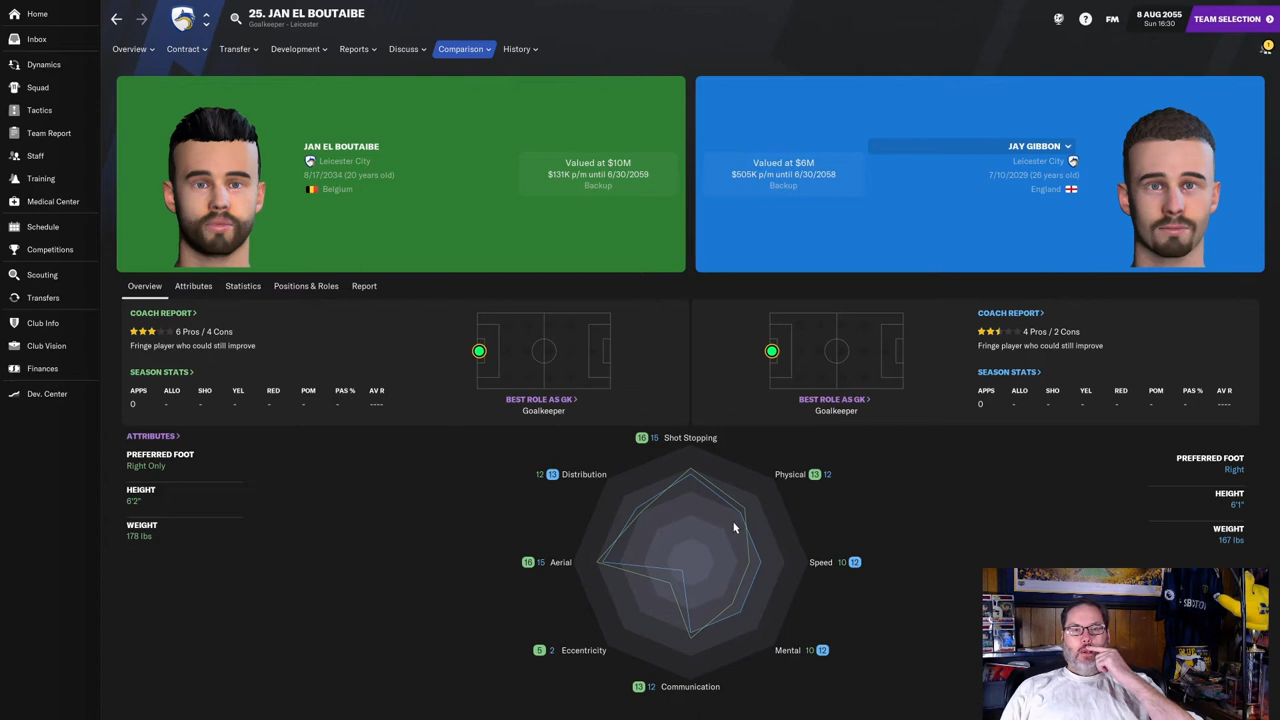 Home
Inbox
Dynamics
Squad
Tactics
Team Report
Staff
Training
Medical Center
Schedule
Competitions
Scouting
Transfers
Club Info
Club Vision
Finances
Dev. Center
25. JAN EL BOUTAIBE
Goalkeeper - Leicester
FM
8 AUG 2055
Sun 16:30
TEAM SELECTION
Overview
Contract
Transfer
Development
Reports
Discuss
Comparison
History
1
JAN EL BOUTAIBE
Leicester City
8/17/2034 (20 years old)
Belgium
Valued at $10M
$131K p/m until 6/30/2059
Backup
Valued at $6M
$505K p/m until 6/30/2058
Backup
JAY GIBBON
Leicester City
7/10/2029 (26 years old)
England
Overview
Attributes
Statistics
Positions & Roles
Report
COACH REPORT
6 Pros / 4 Cons
Fringe player who could still improve
SEASON STATS
APPS ALLO SHO YEL RED POM PAS % AV R
0 - - - - - - ----
BEST ROLE AS GK
Goalkeeper
BEST ROLE AS GK
Goalkeeper
COACH REPORT
4 Pros / 2 Cons
Fringe player who could still improve
SEASON STATS
APPS ALLO SHO YEL RED POM PAS % AV R
0 - - - - - - ----
ATTRIBUTES
PREFERRED FOOT
Right Only
HEIGHT
6'2"
WEIGHT
178 lbs
16 15 Shot Stopping
12 13 Distribution
Physical 13 12
16 15 Aerial
Speed 10 12
5 2 Eccentricity
Mental 10 12
13 12 Communication
PREFERRED FOOT
Right
HEIGHT
6'1"
WEIGHT
167 lbs